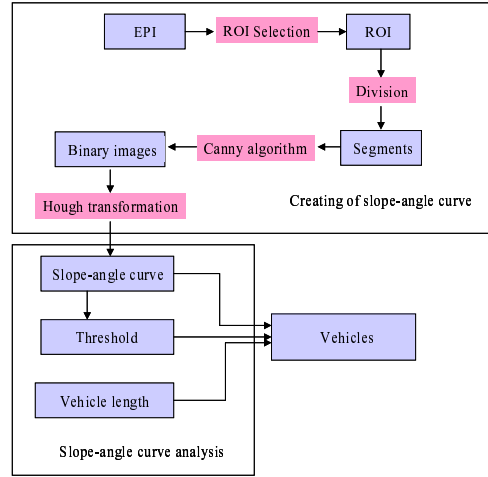 EPI
ROI Selection
ROI
Division
Binary images
Canny algorithm
Segments
Hough transformation
Creating of slope-angle curve
Slope-angle curve
Threshold
Vehicles
Vehicle length
Slope-angle curve analysis